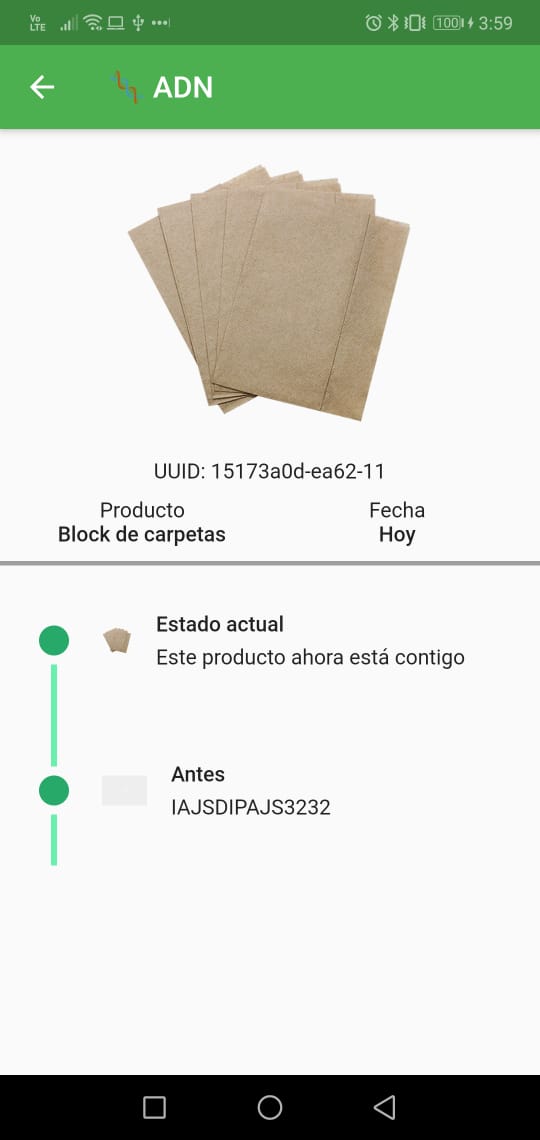 Vo
LTE
100
3:59
ADN
UUID: 15173a0d-ea62-11
Producto
Fecha
Block de carpetas
Hoy
Estado actual
Este producto ahora está contigo
Antes
IAJSDIPAJS3232